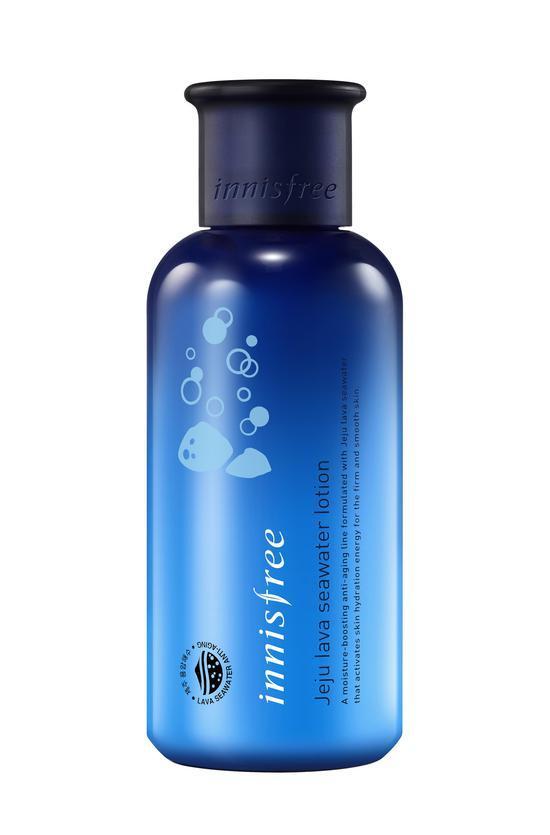 innisfree
innisfree
Jeju lava seawater lotion
A moisture-boosting anti-aging line formulated with Jeju lava seawater
that activates skin hydration energy for the firm and smooth skin.
LAVA SEAWATER ANTI-AGING